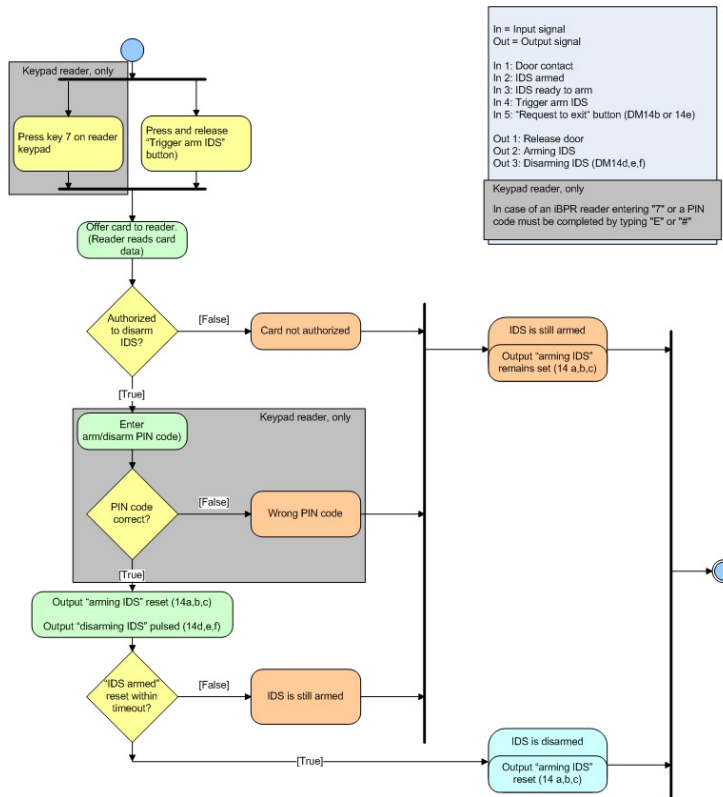 Keypad reader, only
Press key 7 on reader
keypad
Press and release
“Trigger arm IDS”
button)
In = Input signal
Out = Output signal
In 1: Door contact
In 2: IDS armed
In 3: IDS ready to arm
In 4: Trigger arm IDS
In 5: “Request to exit“ button (DM14b or 14e)
Out 1: Release door
Out 2: Arming IDS
Out 3: Disarming IDS (DM14d,e,f)
Keypad reader, only
In case of an iBPR reader entering "7" or a PIN
code must be completed by typing "E" or "#"
Offer card to reader.
(Reader reads card
data)
Authorized
to disarm
IDS?
[False]
Card not authorized
IDS is still armed
Output “arming IDS”
remains set (14 a,b,c)
[True]
Keypad reader, only
Enter
arm/disarm PIN code)
PIN code
correct?
[False]
Wrong PIN code
[True]
Output “arming IDS” reset (14a,b,c)
Output “disarming IDS” pulsed (14d,e,f)
“IDS armed”
reset within
timeout?
[False]
IDS is still armed
[True]
IDS is disarmed
Output “arming IDS”
reset (14 a,b,c)